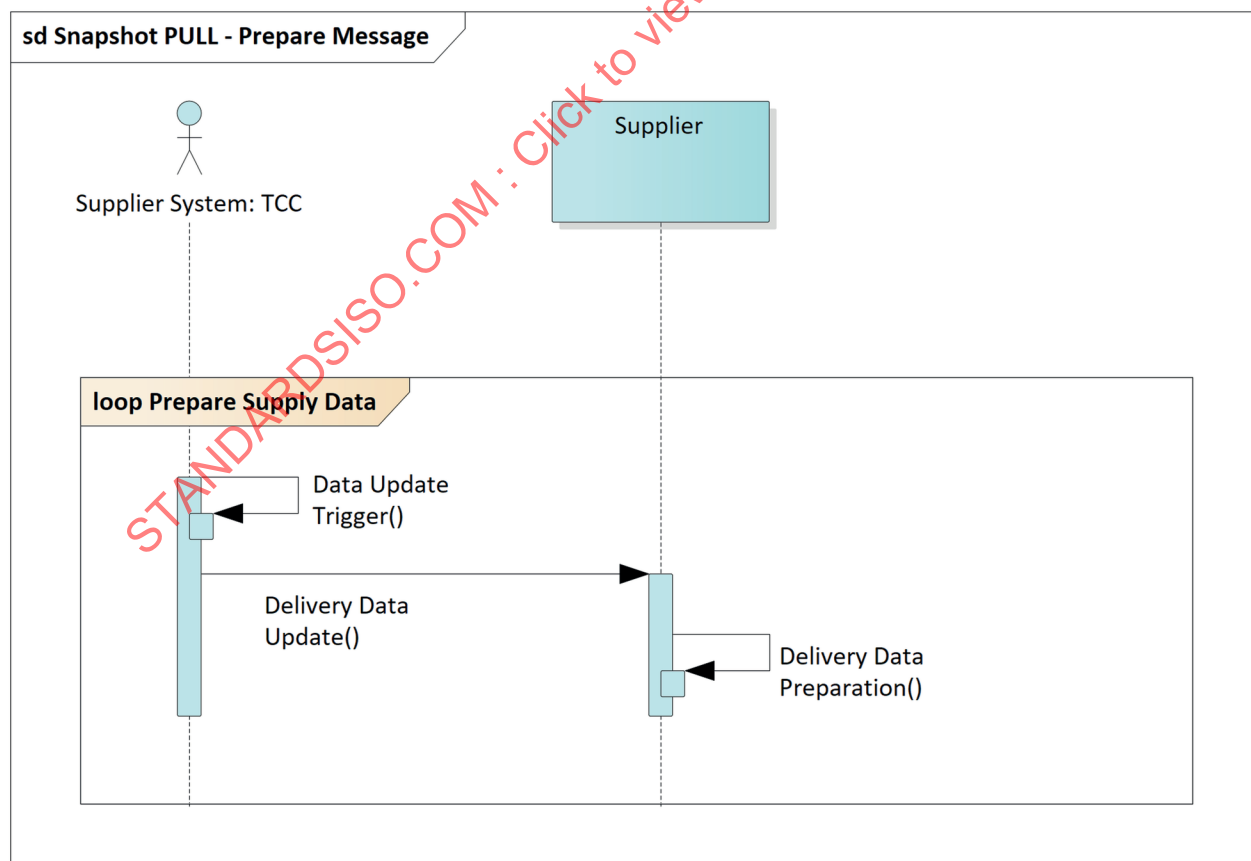 sd Snapshot PULL - Prepare Message
Supplier System: TCC
Supplier
loop Prepare Supply Data
Data Update
Trigger()
Delivery Data
Update()
Delivery Data
Preparation()
STANDARDSISO.COM : Click to view